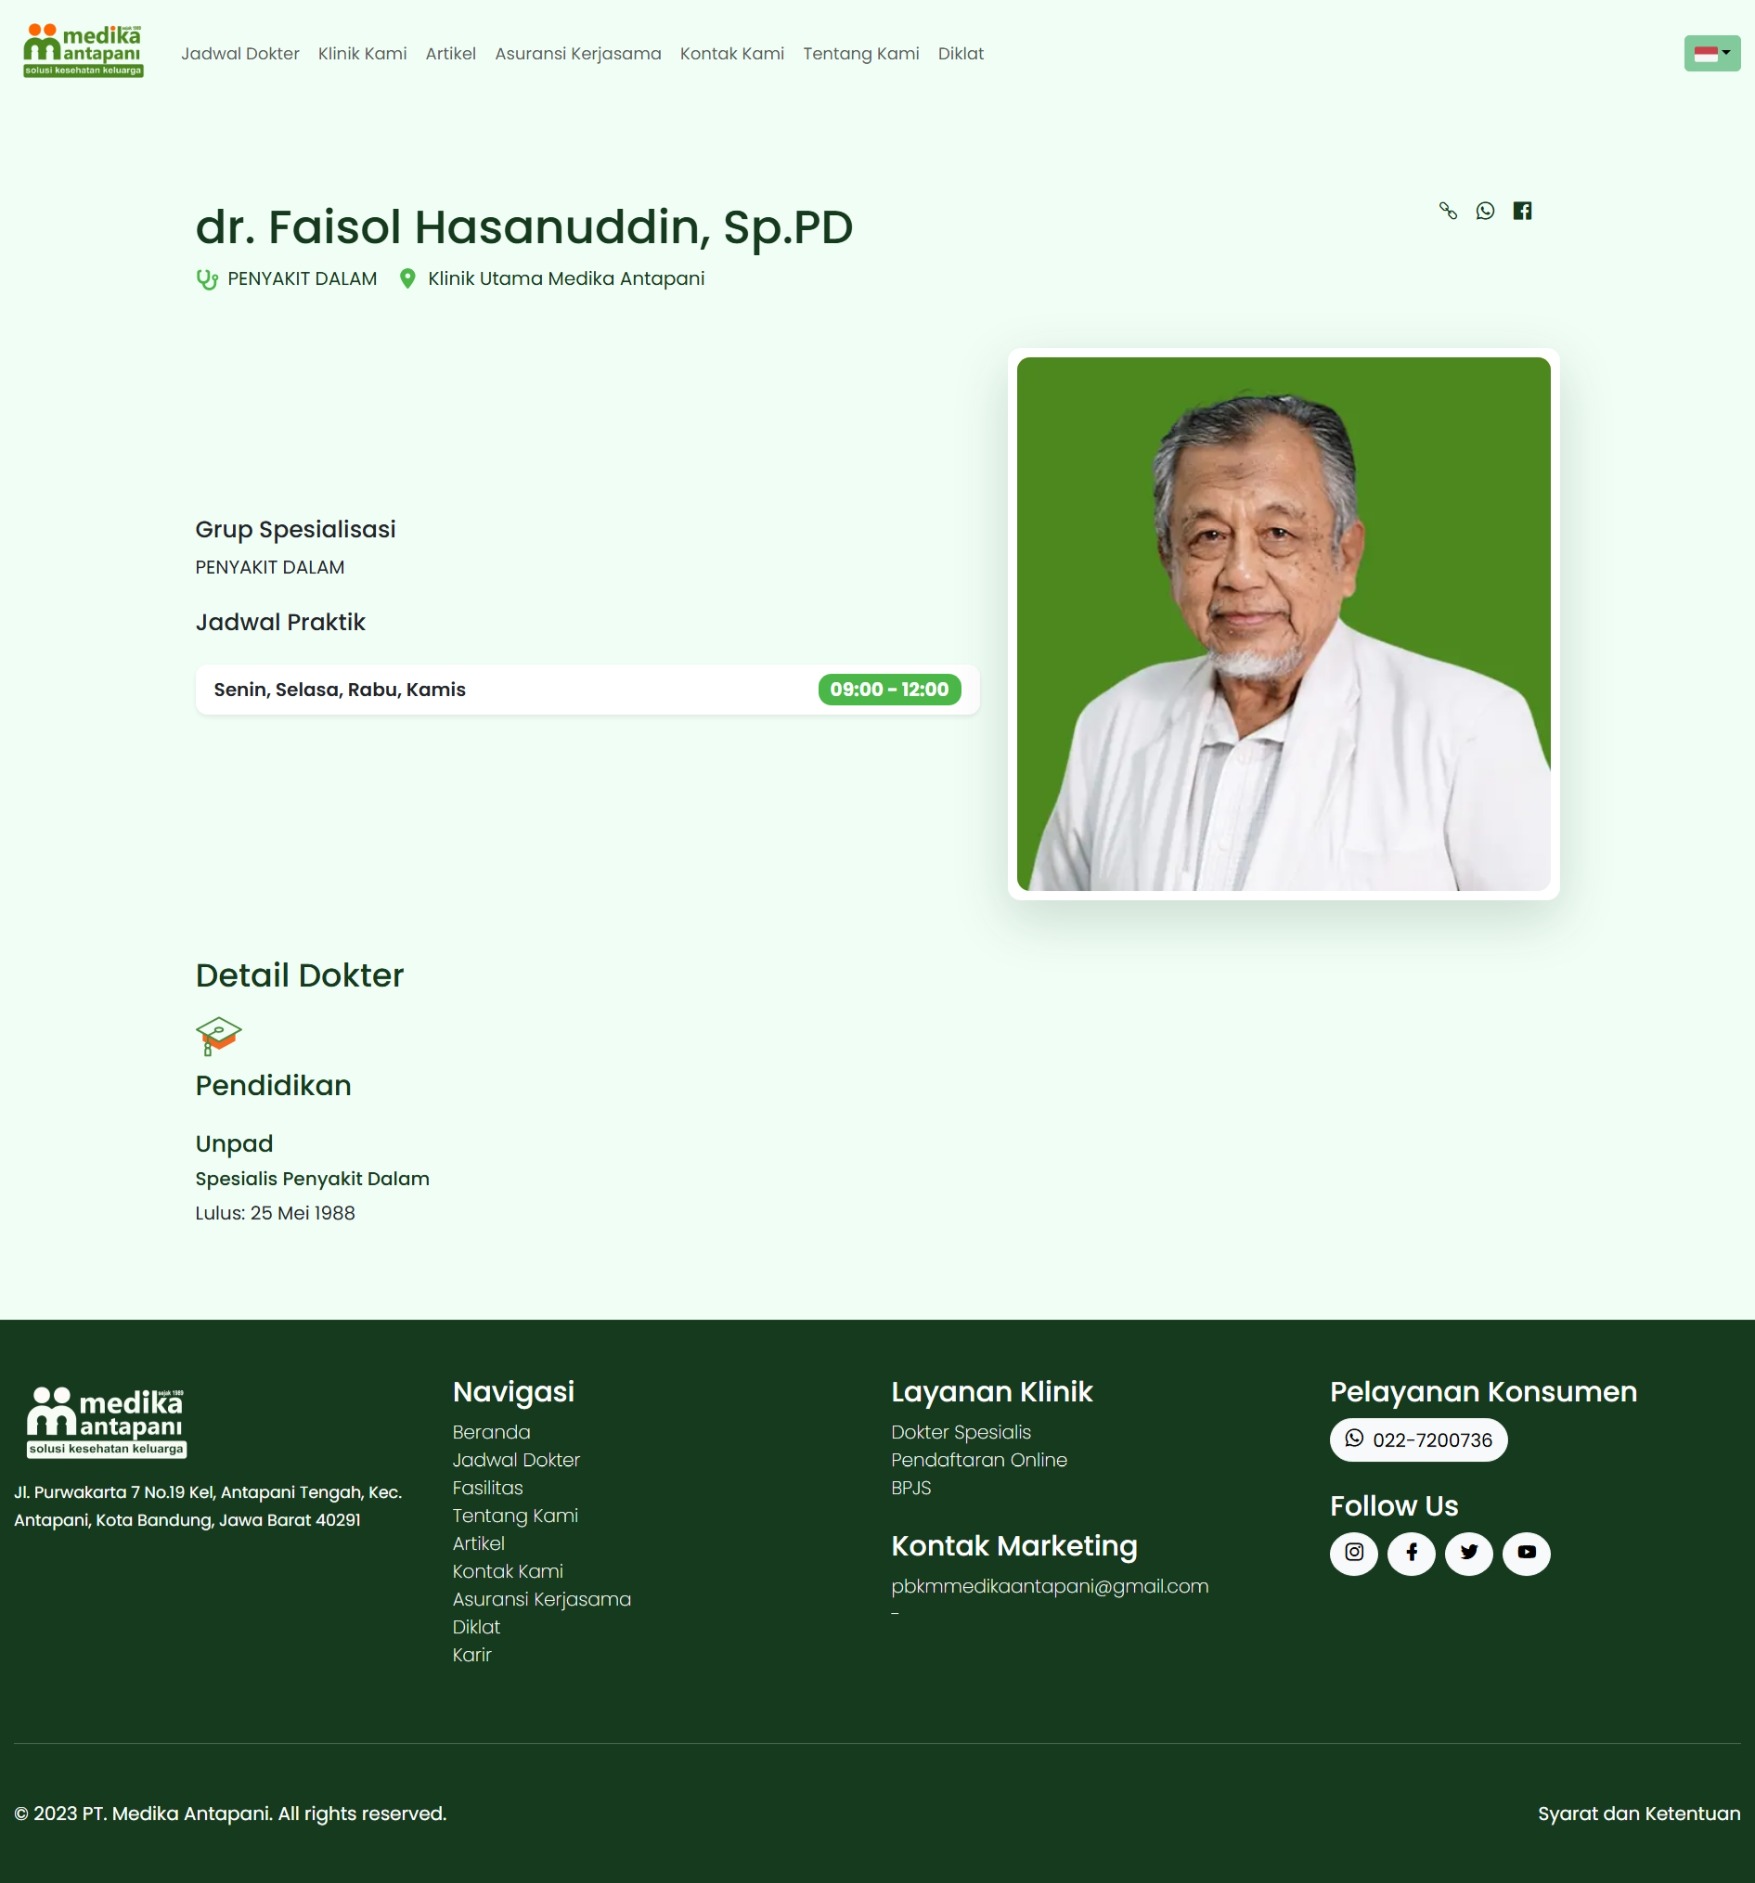 medika
antapani
solusi kesehatan keluarga
Jadwal Dokter Klinik Kami Artikel Asuransi Kerjasama Kontak Kami Tentang Kami Diklat
dr. Faisol Hasanuddin, Sp.PD
PENYAKIT DALAM Klinik Utama Medika Antapani
Grup Spesialisasi
PENYAKIT DALAM
Jadwal Praktik
Senin, Selasa, Rabu, Kamis 09:00 - 12:00
Detail Dokter
Pendidikan
Unpad
Spesialis Penyakit Dalam
Lulus: 25 Mei 1988
sejak 1989
medika
antapani
solusi kesehatan keluarga
Jl. Purwakarta 7 No.19 Kel, Antapani Tengah, Kec.
Antapani, Kota Bandung, Jawa Barat 40291
Navigasi
Beranda
Jadwal Dokter
Fasilitas
Tentang Kami
Artikel
Kontak Kami
Asuransi Kerjasama
Diklat
Karir
Layanan Klinik
Dokter Spesialis
Pendaftaran Online
BPJS
Kontak Marketing
pbkmmedikaantapani@gmail.com
-
Pelayanan Konsumen
022-7200736
Follow Us
© 2023 PT. Medika Antapani. All rights reserved.
Syarat dan Ketentuan